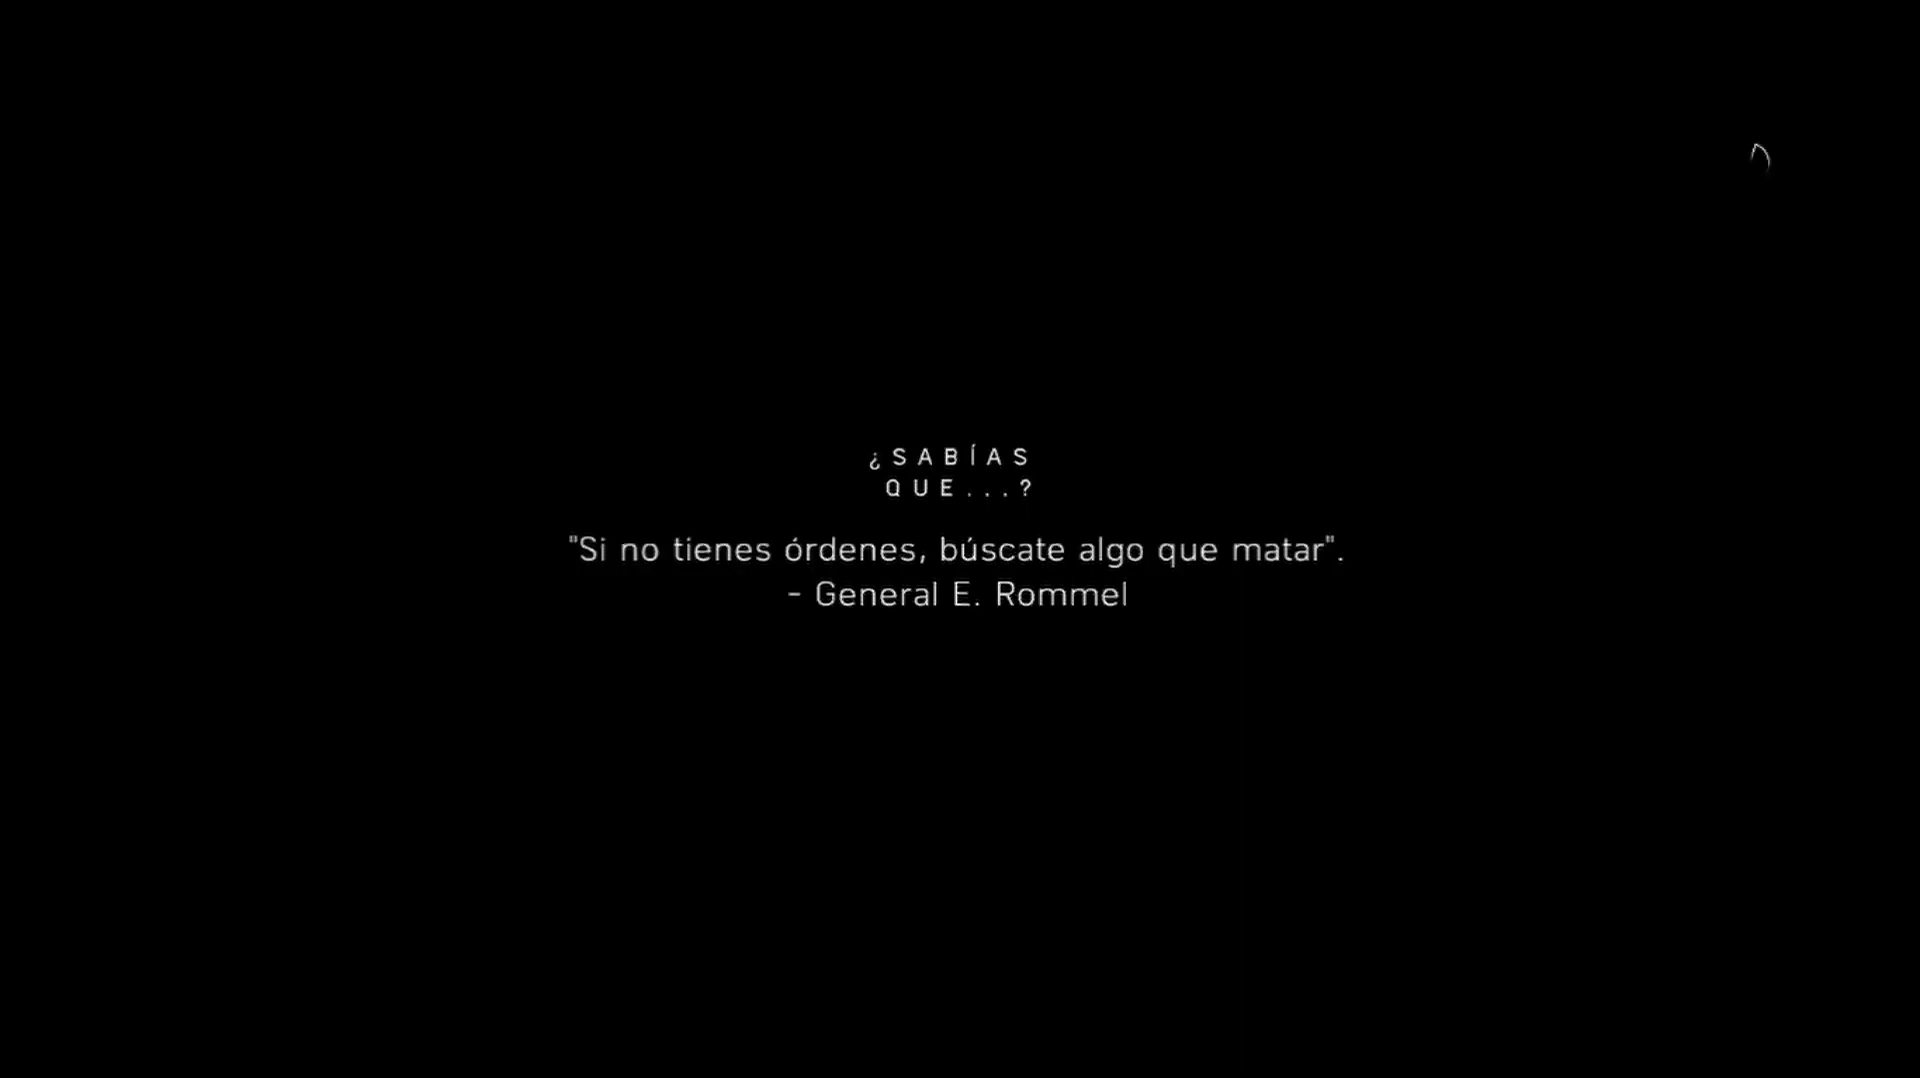 ¿SABÍAS
QUE...?
"Si no tienes órdenes, búscate algo que matar".
- General E. Rommel